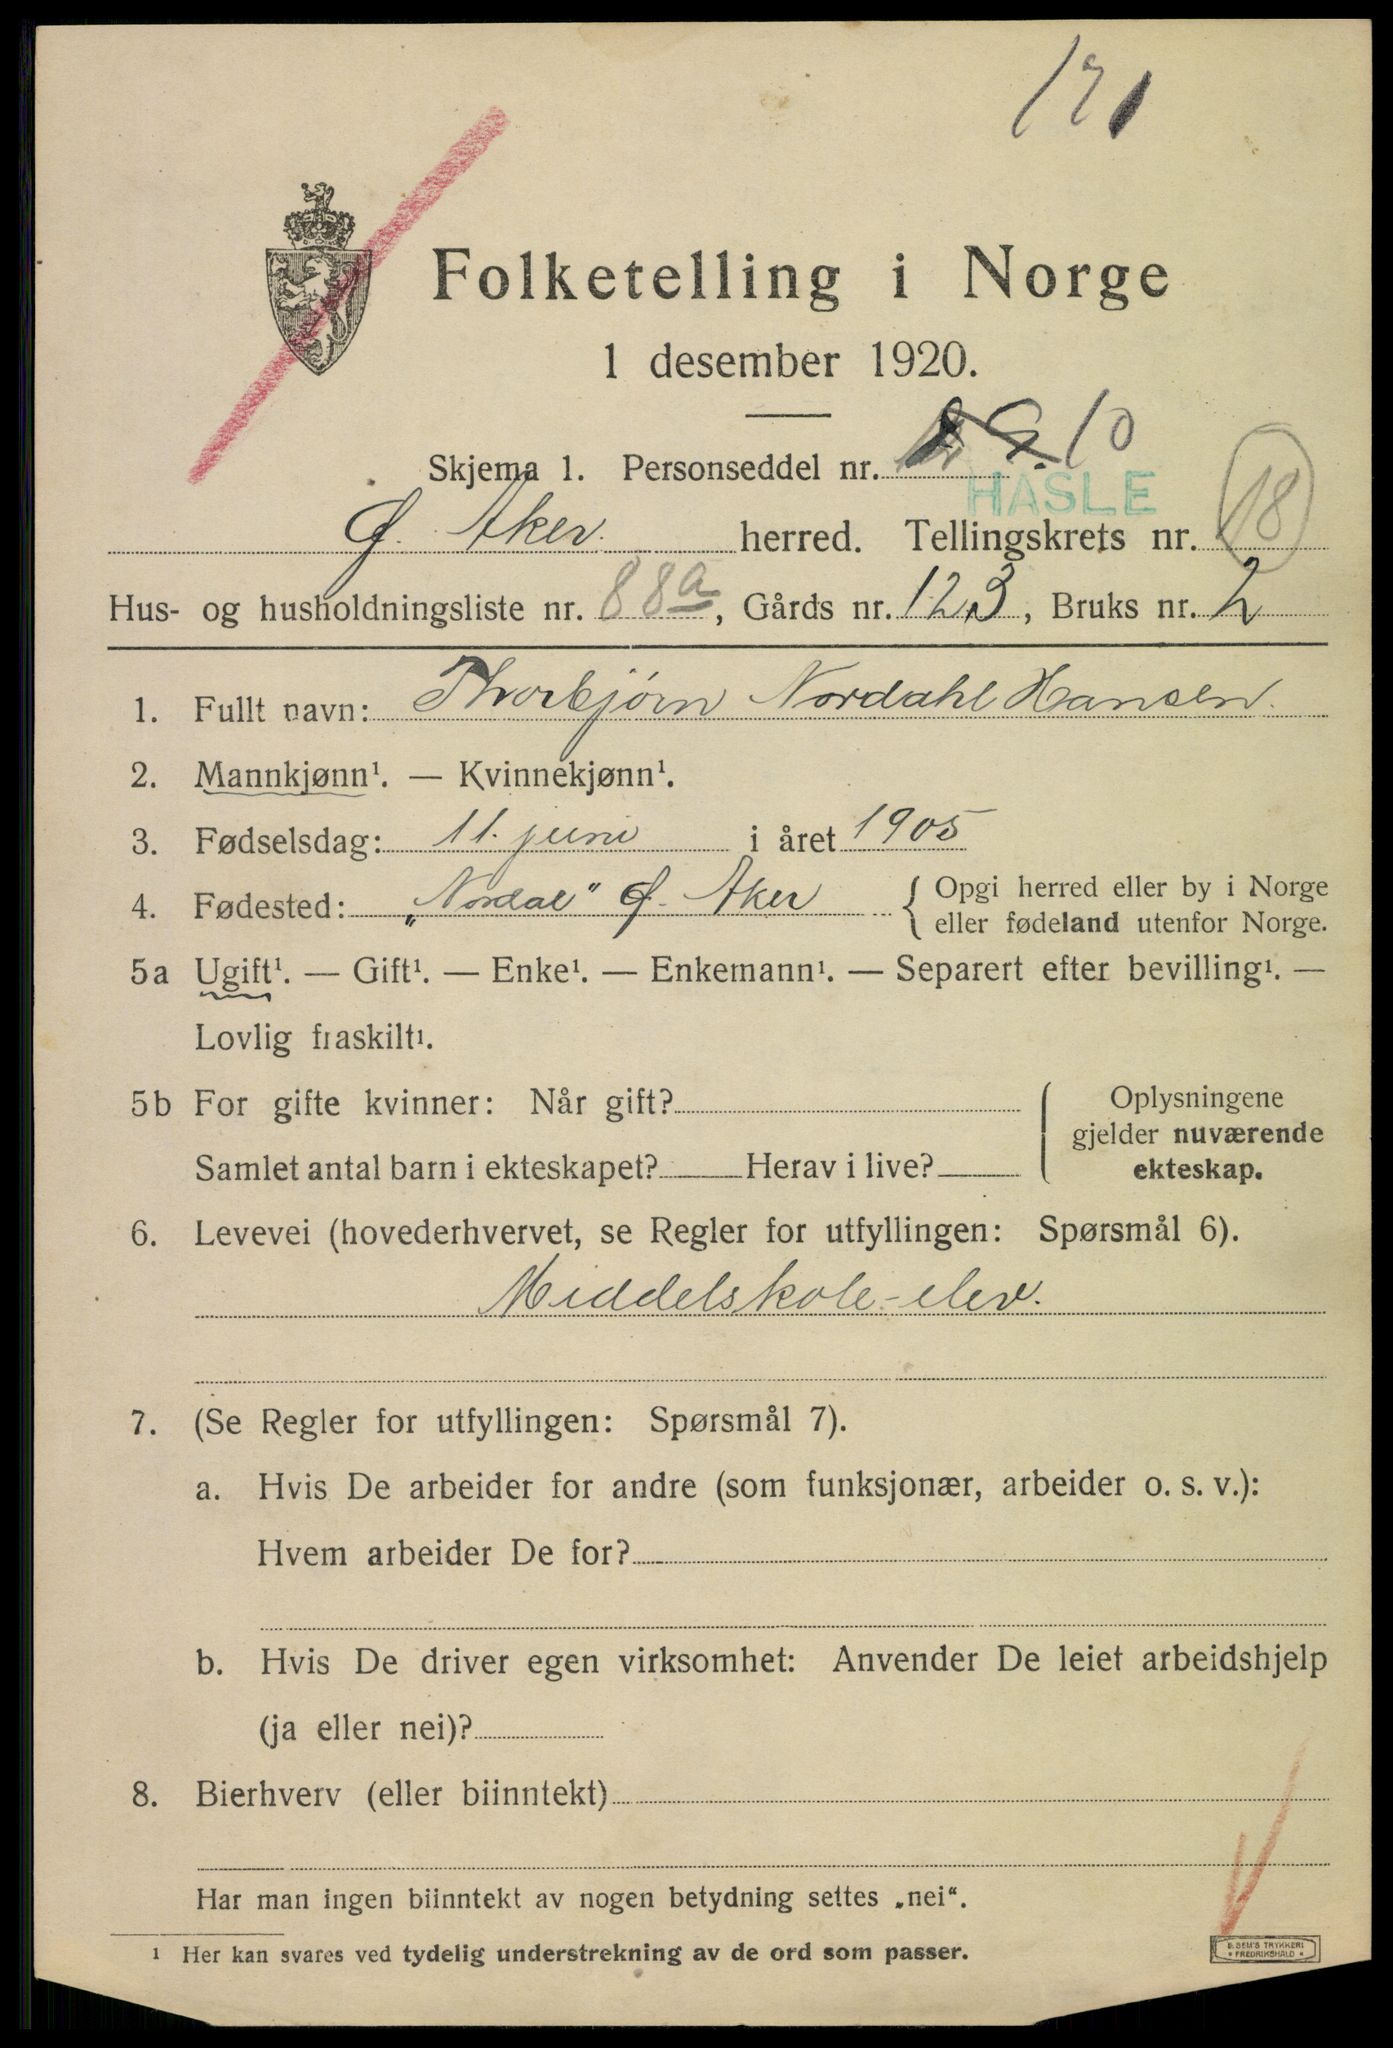 Folketelling i Norge
1 desember 1920.
Skjema 1. Personseddel nr. 10
HASLE
Ø. Aker. herred. Tellingskrets nr. 18
Hus- og husholdningsliste nr. 88a, Gårds nr. 123, Bruks nr. 2
1. Fullt navn: Thorbjörn Nordahl Hansen.
2. Mannkjønn¹. — Kvinnekjønn¹.
3. Fødselsdag: 11. juni i året 1905
4. Fødested: „Nordal" Ø. Aker { Opgi herred eller by i Norge
eller fødeland utenfor Norge.
5a Ugift¹. — Gift¹. — Enke¹. — Enkemann¹. — Separert efter bevilling¹. —
Lovlig fraskilt¹.
5b For gifte kvinner: Når gift?
Samlet antal barn i ekteskapet? Herav i live?
Oplysningene
gjelder nuværende
ekteskap.
6. Levevei (hovederhvervet, se Regler for utfyllingen: Spørsmål 6).
Middelskole-elev.
7. (Se Regler for utfyllingen: Spørsmål 7).
a. Hvis De arbeider for andre (som funksjonær, arbeider o. s. v.):
Hvem arbeider De for?
b. Hvis De driver egen virksomhet: Anvender De leiet arbeidshjelp
(ja eller nei)?
8. Bierhverv (eller biinntekt)
Har man ingen biinntekt av nogen betydning settes „nei".
¹ Her kan svares ved tydelig understrekning av de ord som passer.
E. SEM'S TRYKKERI
FREDRIKSHALD